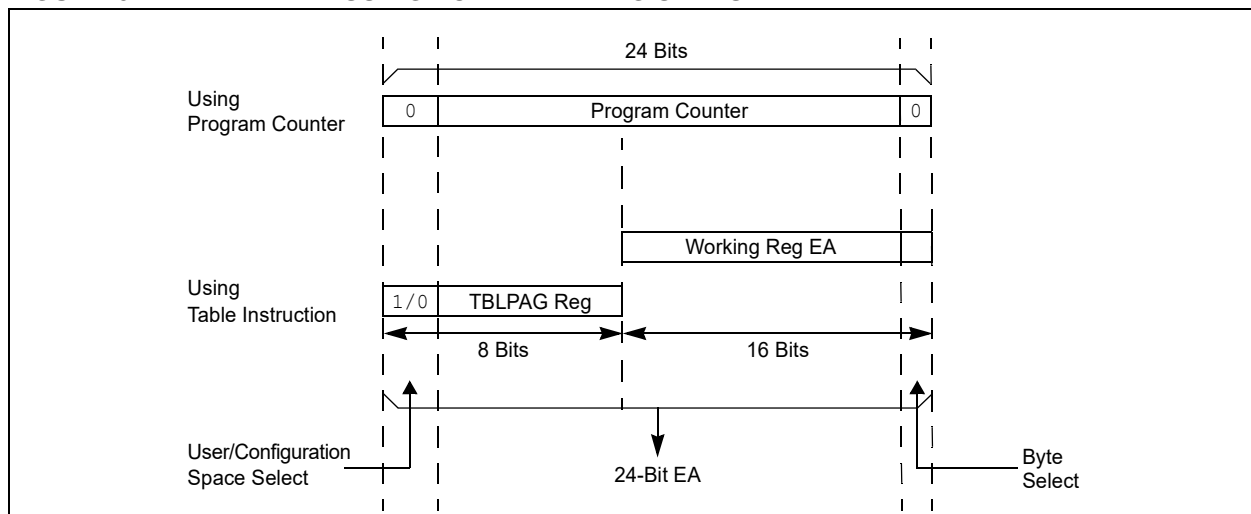 24 Bits
Using
Program Counter
0
Program Counter
0
Working Reg EA
Using
Table Instruction
1/0
TBLPAG Reg
8 Bits
16 Bits
User/Configuration
Space Select
24-Bit EA
Byte
Select